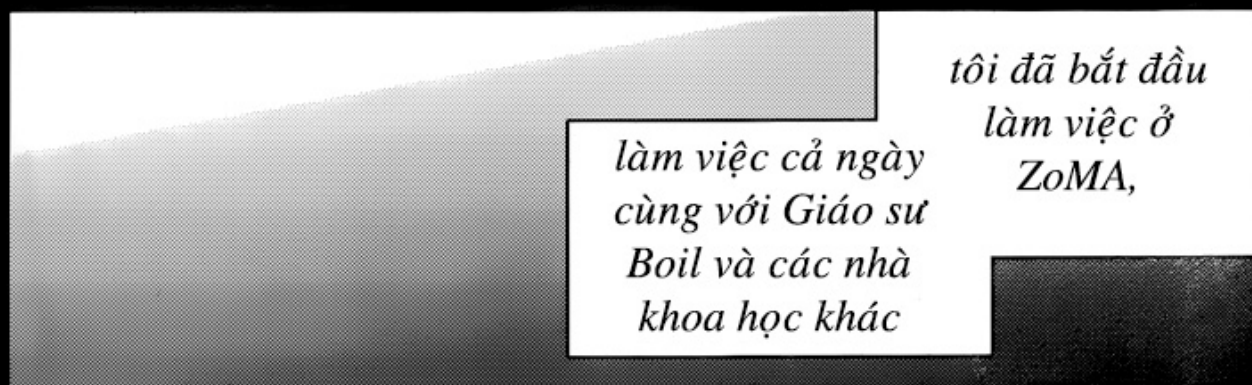 tôi đã bắt đầu
làm việc ở
ZoMA,
làm việc cả ngày
cùng với Giáo sư
Boil và các nhà
khoa học khác